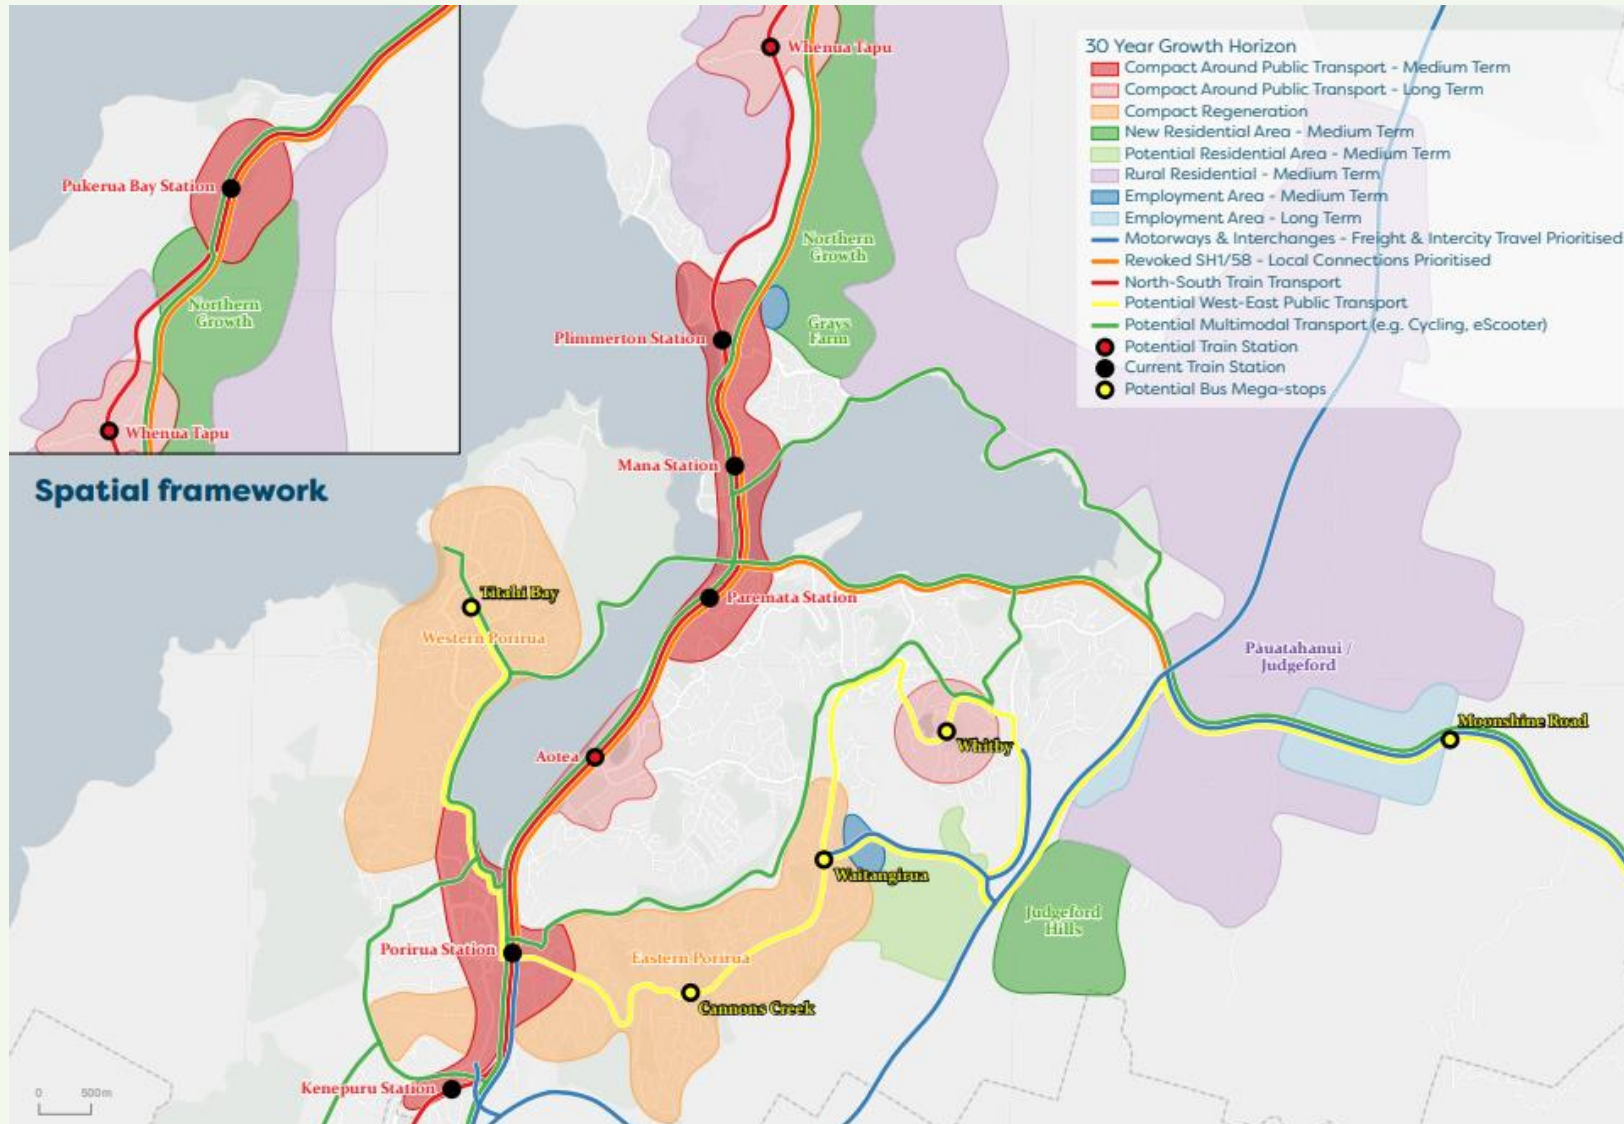 Pukerua Bay Station
Northern
Growth
Whenua Tapu
Spatial framework
Whenua Tapu
30 Year Growth Horizon
Compact Around Public Transport - Medium Term
Compact Around Public Transport - Long Term
Compact Regeneration
New Residential Area - Medium Term
Potential Residential Area - Medium Term
Rural Residential - Medium Term
Employment Area - Medium Term
Employment Area - Long Term
Motorways & Interchanges - Freight & Intercity Travel Prioritised
Revoked SH1/58 - Local Connections Prioritised
North-South Train Transport
Potential West-East Public Transport
Potential Multimodal Transport (e.g. Cycling, eScooter)
Potential Train Station
Current Train Station
Potential Bus Mega-stops
Northern
Growth
Grays
Farm
Plimmerton Station
Mana Station
Titahi Bay
Paremata Station
Western Porirua
Pāuatahanui /
Judgeford
Moonshine Road
Whitby
Aotea
Waitangirua
Judgeford
Hills
Porirua Station
Eastern Porirua
Cannons Creek
Kenepuru Station
0 500m